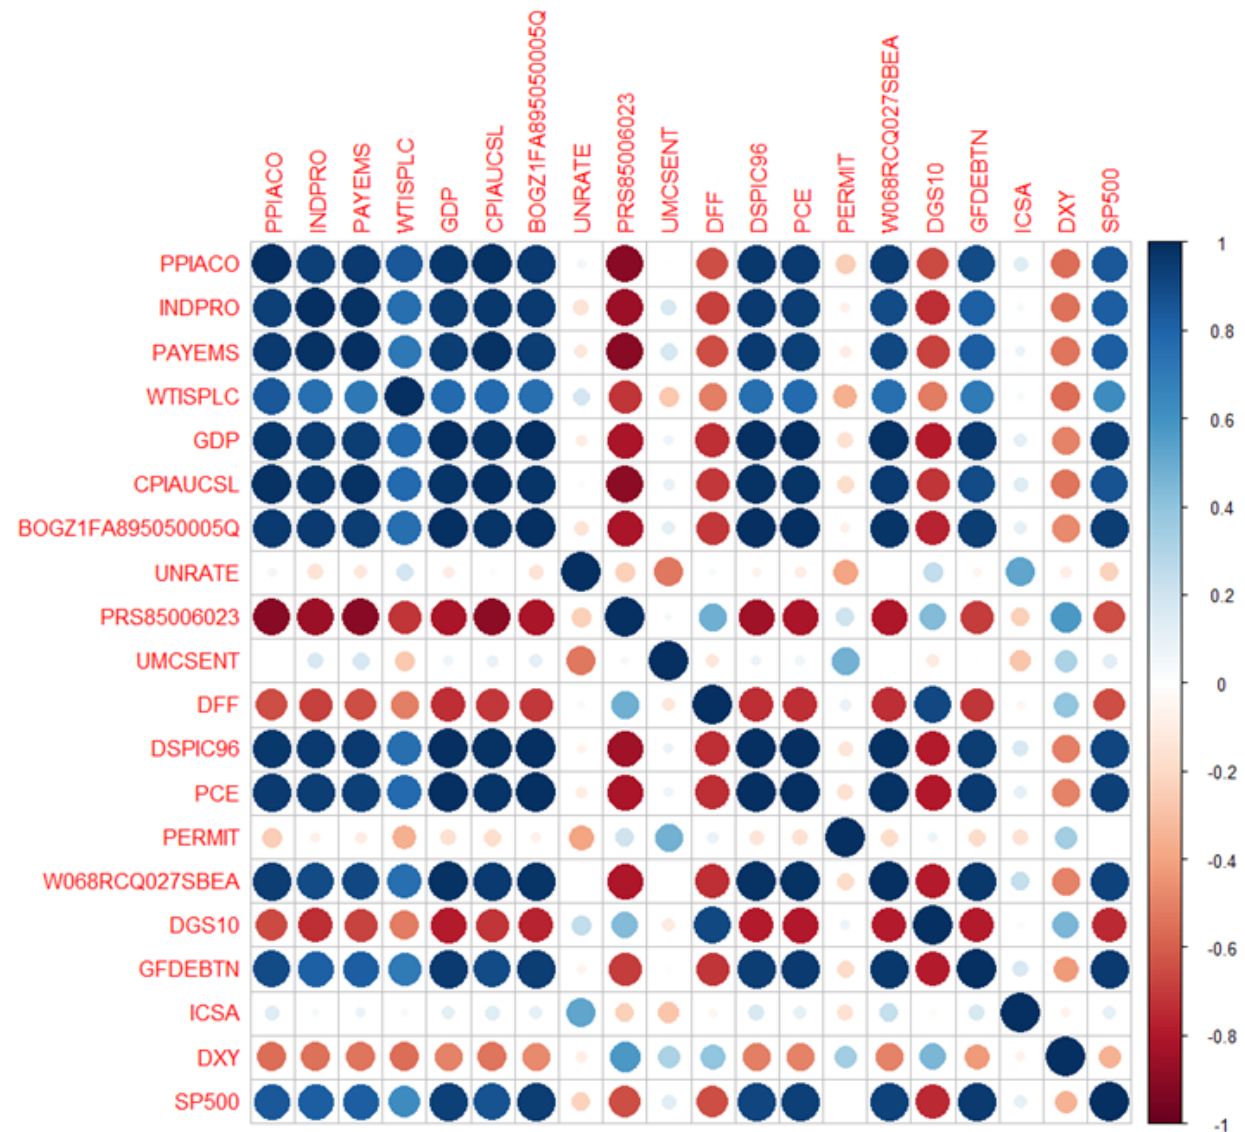 PPIACO
INDPRO
PAYEMS
WTISPLC
GDP
CPIAUCSL
BOGZ1FA895050005Q
UNRATE
PRS85006023
UMCSENT
DFF
DSPIC96
PCE
PERMIT
W068RCQ027SBEA
DGS10
GFDEBTN
ICSA
DXY
SP500
PPIACO
INDPRO
PAYEMS
WTISPLC
GDP
CPIAUCSL
BOGZ1FA895050005Q
UNRATE
PRS85006023
UMCSENT
DFF
DSPIC96
PCE
PERMIT
W068RCQ027SBEA
DGS10
GFDEBTN
ICSA
DXY
SP500
1
0.8
0.6
0.4
0.2
0
-0.2
-0.4
-0.6
-0.8
-1